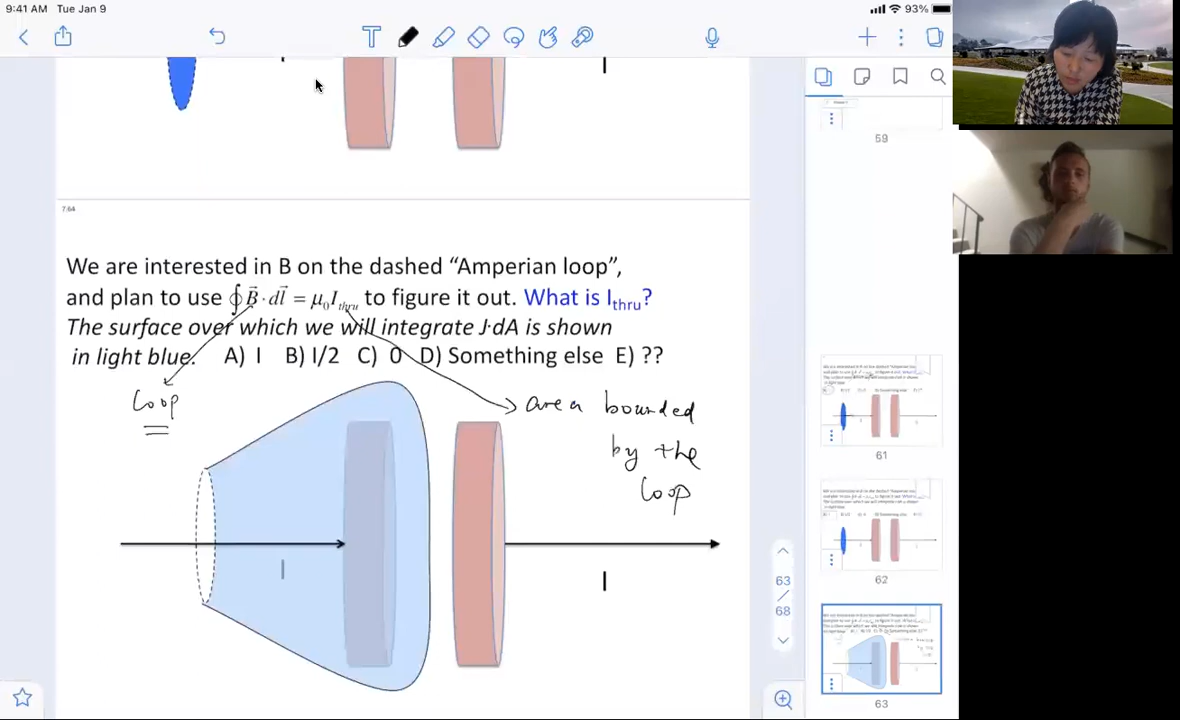 9:41 AM Tue Jan 9
93%
59
7.64
We are interested in B on the dashed “Amperian loop”,
and plan to use ∮B⃗·dl⃗ = μ₀I_thru to figure it out. What is I_thru?
The surface over which we will integrate J·dA is shown
in light blue. A) I B) I/2 C) 0 D) Something else E) ??
Loop
area bounded
by the
loop
I
I
61
62
63
/
68
63